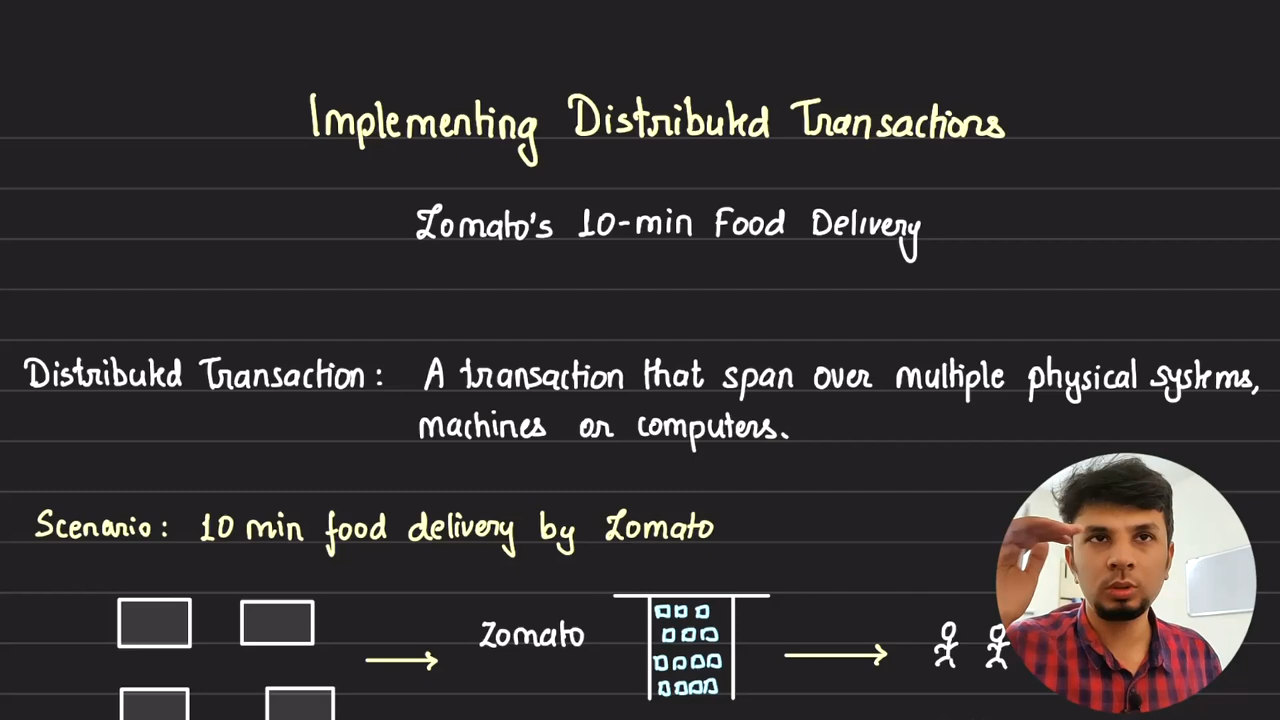 Implementing Distributed Transactions
Zomato's 10-min Food Delivery
Distributed Transaction: A transaction that span over multiple physical systems,
machines or computers.
Scenario: 10 min food delivery by Zomato
Zomato